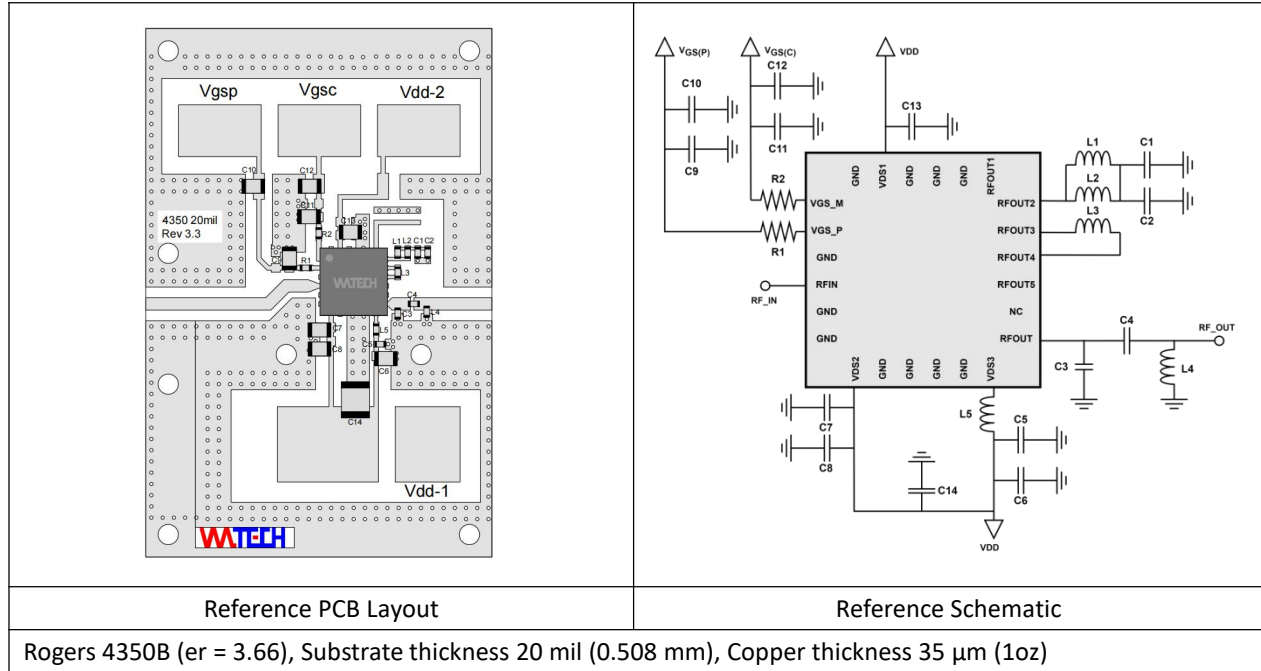 Vgsp
Vgsc
Vdd-2
C10
C12
C11
4350 20mil
Rev 3.3
R2
C13
L1
L2
C1
C2
R1
L3
WATECH
C4
C3
L4
C7
L5
C8
C6
C14
Vdd-1
WATECH
VGS(P)
VGS(C)
VDD
C12
C10
C13
C11
C9
L1
C1
R2
GND
VDS1
GND
GND
GND
RFOUT1
L2
VGS_M
RFOUT2
C2
L3
VGS_P
RFOUT3
R1
GND
RFOUT4
RFIN
RFOUT5
RF_IN
GND
NC
C4
GND
RFOUT
RF_OUT
VDS2
GND
GND
GND
GND
VDS3
C3
L4
C7
L5
C5
C8
C14
C6
VDD
Reference PCB Layout
Reference Schematic
Rogers 4350B (er = 3.66), Substrate thickness 20 mil (0.508 mm), Copper thickness 35 µm (1oz)